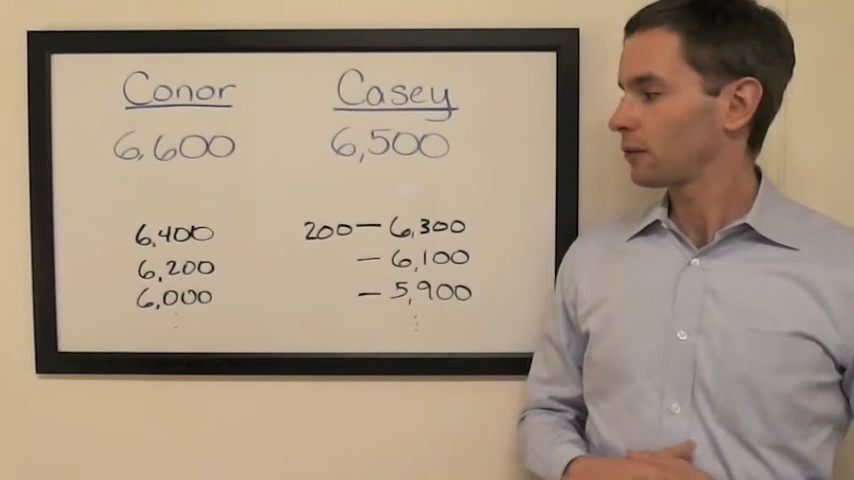 Conor Casey
6,600 6,500
6,400 200 — 6,300
6,200 — 6,100
6,000 — 5,900